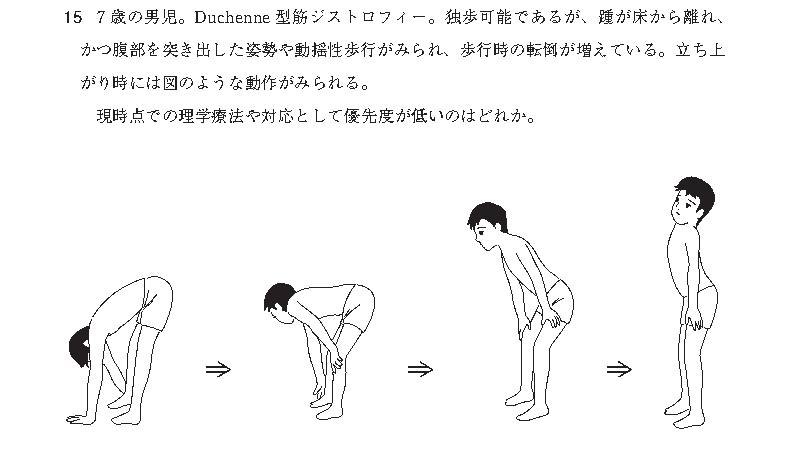 15 7歳の男児。Duchenne 型筋ジストロフィー。独歩可能であるが、踵が床から離れ、
かつ腹部を突き出した姿勢や動揺性歩行がみられ、歩行時の転倒が増えている。立ち上
がり時には図のような動作がみられる。
現時点での理学療法や対応として優先度が低いのはどれか。
⇒ ⇒ ⇒